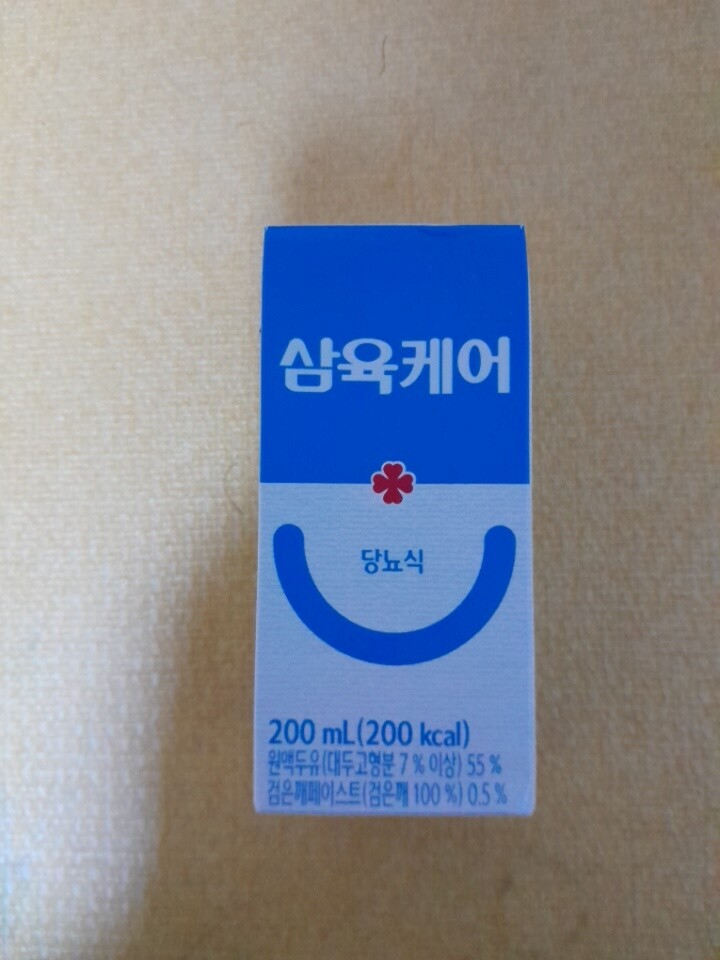 삼육케어
당뇨식
200 mL(200 kcal)
원액두유(대두고형분 7 % 이상) 55 %
검은깨페이스트(검은깨 100 %) 0.5 %